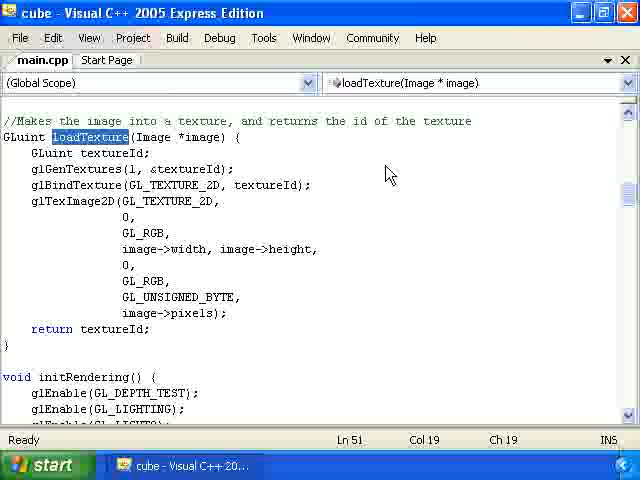 cube - Visual C++ 2005 Express Edition
File Edit View Project Build Debug Tools Window Community Help
main.cpp Start Page
(Global Scope) loadTexture(Image * image)
//Makes the image into a texture, and returns the id of the texture
GLuint loadTexture(Image *image) {
GLuint textureId;
glGenTextures(1, &textureId);
glBindTexture(GL_TEXTURE_2D, textureId);
glTexImage2D(GL_TEXTURE_2D,
0,
GL_RGB,
image->width, image->height,
0,
GL_RGB,
GL_UNSIGNED_BYTE,
image->pixels);
return textureId;
}
void initRendering() {
glEnable(GL_DEPTH_TEST);
glEnable(GL_LIGHTING);
Ready Ln 51 Col 19 Ch 19 INS
start cube - Visual C++ 20...